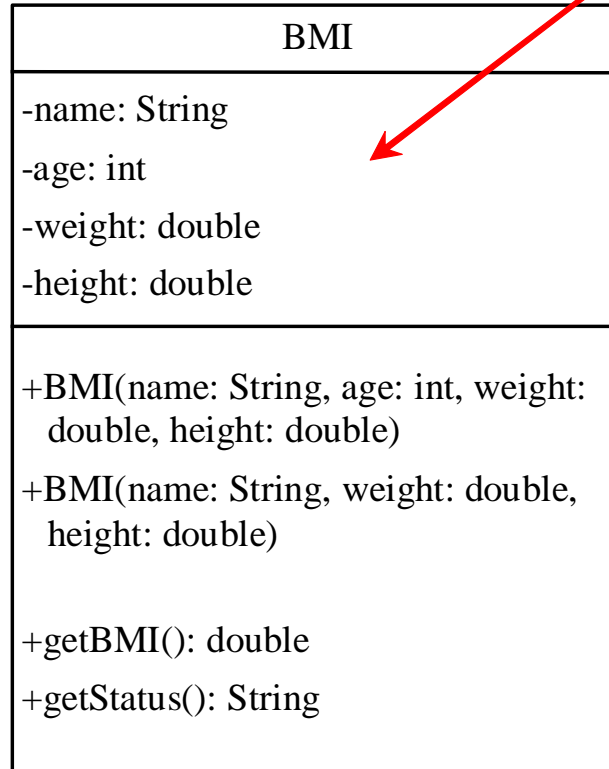 BMI
-name: String
-age: int
-weight: double
-height: double
+BMI(name: String, age: int, weight:
double, height: double)
+BMI(name: String, weight: double,
height: double)
+getBMI(): double
+getStatus(): String